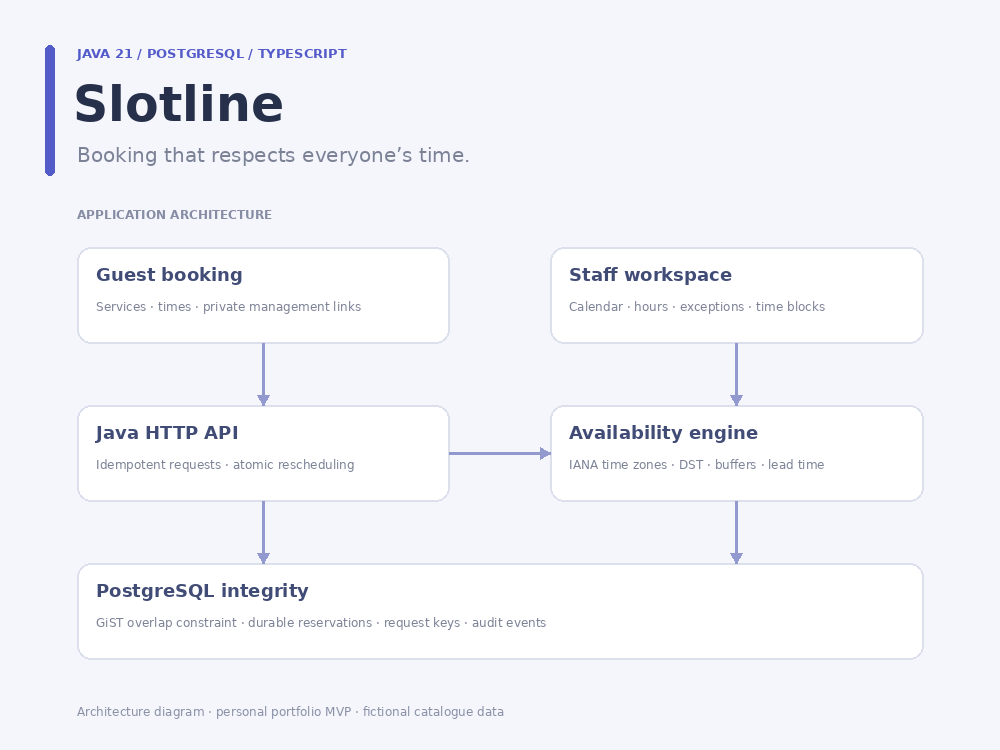 JAVA 21 / POSTGRESQL / TYPESCRIPT
Slotline
Booking that respects everyone’s time.
APPLICATION ARCHITECTURE
Guest booking
Services · times · private management links
Staff workspace
Calendar · hours · exceptions · time blocks
Java HTTP API
Idempotent requests · atomic rescheduling
Availability engine
IANA time zones · DST · buffers · lead time
PostgreSQL integrity
GiST overlap constraint · durable reservations · request keys · audit events
Architecture diagram · personal portfolio MVP · fictional catalogue data